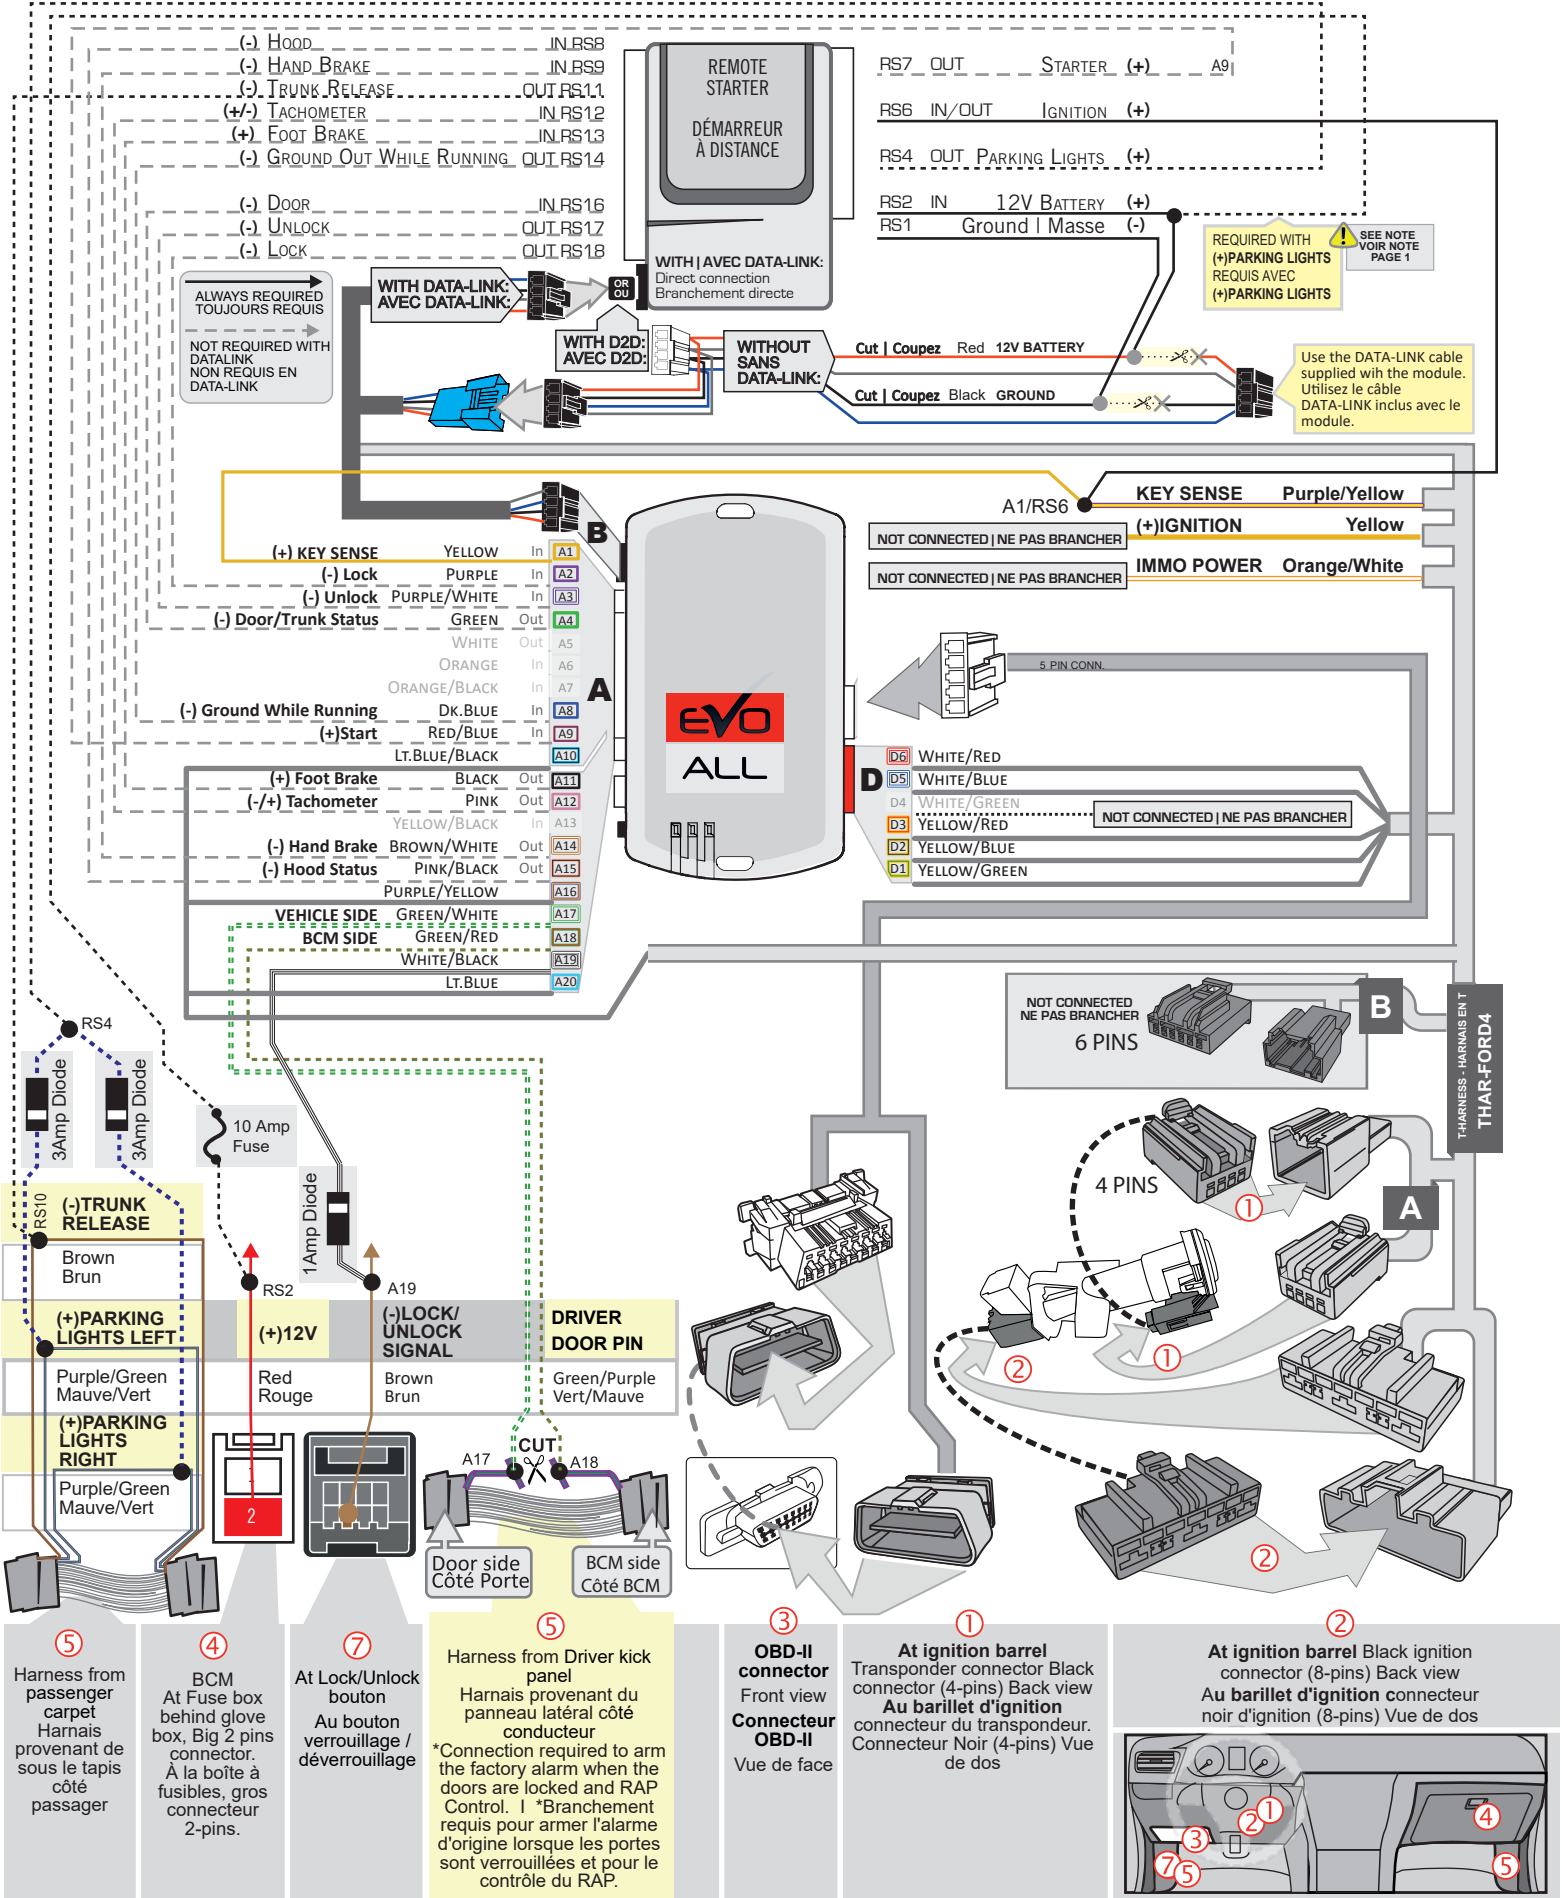 (-) HOOD IN RS8
(-) HAND BRAKE IN RS9
(-) TRUNK RELEASE OUT RS11
(+/-) TACHOMETER IN RS12
(+) FOOT BRAKE IN RS13
(-) GROUND OUT WHILE RUNNING OUT RS14
(-) DOOR IN RS16
(-) UNLOCK OUT RS17
(-) LOCK OUT RS18
REMOTE
STARTER
DÉMARREUR
À DISTANCE
WITH | AVEC DATA-LINK:
Direct connection
Branchement directe
RS7 OUT STARTER (+) A9
RS6 IN/OUT IGNITION (+)
RS4 OUT PARKING LIGHTS (+)
RS2 IN 12V BATTERY (+)
RS1 Ground | Masse (-)
REQUIRED WITH
(+)PARKING LIGHTS
REQUIS AVEC
(+)PARKING LIGHTS
SEE NOTE
VOIR NOTE
PAGE 1
ALWAYS REQUIRED
TOUJOURS REQUIS
NOT REQUIRED WITH
DATALINK
NON REQUIS EN
DATA-LINK
WITH DATA-LINK:
AVEC DATA-LINK:
OR
OU
WITH D2D:
AVEC D2D:
WITHOUT
SANS
DATA-LINK:
Cut | Coupez Red 12V BATTERY
Cut | Coupez Black GROUND
Use the DATA-LINK cable
supplied wih the module.
Utilisez le câble
DATA-LINK inclus avec le
module.
A1/RS6
KEY SENSE Purple/Yellow
NOT CONNECTED | NE PAS BRANCHER (+)IGNITION Yellow
NOT CONNECTED | NE PAS BRANCHER IMMO POWER Orange/White
B
(+) KEY SENSE YELLOW In A1
(-) Lock PURPLE In A2
(-) Unlock PURPLE/WHITE In A3
(-) Door/Trunk Status GREEN Out A4
WHITE Out A5
ORANGE In A6
ORANGE/BLACK In A7
(-) Ground While Running DK.BLUE In A8
(+)Start RED/BLUE In A9
LT.BLUE/BLACK A10
(+) Foot Brake BLACK Out A11
(-/+) Tachometer PINK Out A12
YELLOW/BLACK In A13
(-) Hand Brake BROWN/WHITE Out A14
(-) Hood Status PINK/BLACK Out A15
PURPLE/YELLOW A16
VEHICLE SIDE GREEN/WHITE A17
BCM SIDE GREEN/RED A18
WHITE/BLACK A19
LT.BLUE A20
A
EVO
ALL
5 PIN CONN.
D
D6 WHITE/RED
D5 WHITE/BLUE
D4 WHITE/GREEN
NOT CONNECTED | NE PAS BRANCHER
D3 YELLOW/RED
D2 YELLOW/BLUE
D1 YELLOW/GREEN
NOT CONNECTED
NE PAS BRANCHER
6 PINS
B
T-HARNESS - HARNAIS EN T
THAR-FORD4
4 PINS
A
1
1
2
2
RS4
3Amp Diode
3Amp Diode
10 Amp
Fuse
1Amp Diode
RS10
(-)TRUNK
RELEASE
Brown
Brun
RS2
A19
(+)PARKING
LIGHTS LEFT
(+)12V
(-)LOCK/
UNLOCK
SIGNAL
DRIVER
DOOR PIN
Purple/Green
Mauve/Vert
Red
Rouge
Brown
Brun
Green/Purple
Vert/Mauve
(+)PARKING
LIGHTS
RIGHT
Purple/Green
Mauve/Vert
1
2
A17 CUT A18
Door side
Côté Porte
BCM side
Côté BCM
5
Harness from
passenger
carpet
Harnais
provenant de
sous le tapis
côté
passager
4
BCM
At Fuse box
behind glove
box, Big 2 pins
connector.
À la boîte à
fusibles, gros
connecteur
2-pins.
7
At Lock/Unlock
bouton
Au bouton
verrouillage /
déverrouillage
5
Harness from Driver kick
panel
Harnais provenant du
panneau latéral côté
conducteur
*Connection required to arm
the factory alarm when the
doors are locked and RAP
Control. I *Branchement
requis pour armer l'alarme
d'origine lorsque les portes
sont verrouillées et pour le
contrôle du RAP.
3
OBD-II
connector
Front view
Connecteur
OBD-II
Vue de face
1
At ignition barrel
Transponder connector Black
connector (4-pins) Back view
Au barillet d'ignition
connecteur du transpondeur.
Connecteur Noir (4-pins) Vue
de dos
2
At ignition barrel Black ignition
connector (8-pins) Back view
Au barillet d'ignition connecteur
noir d'ignition (8-pins) Vue de dos
1
2
3
4
7
5
5